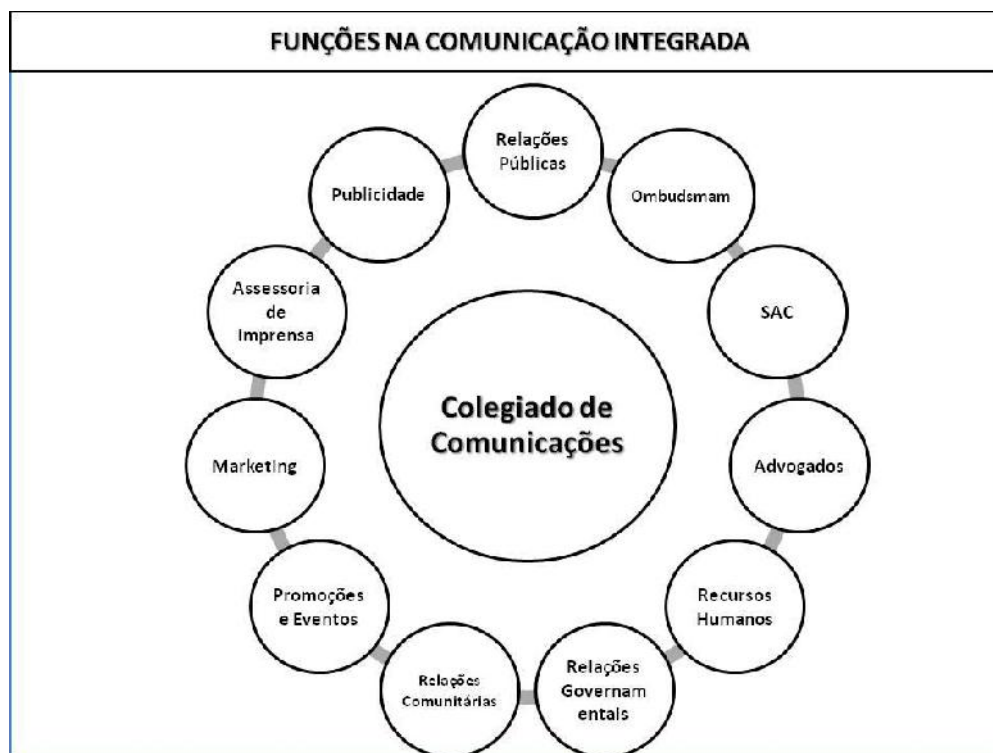 FUNÇÕES NA COMUNICAÇÃO INTEGRADA
Relações
Públicas
Ombudsmam
SAC
Advogados
Recursos
Humanos
Relações
Governam
entais
Relações
Comunitárias
Promoções
e Eventos
Marketing
Assessoria
de
Imprensa
Publicidade
Colegiado de
Comunicações